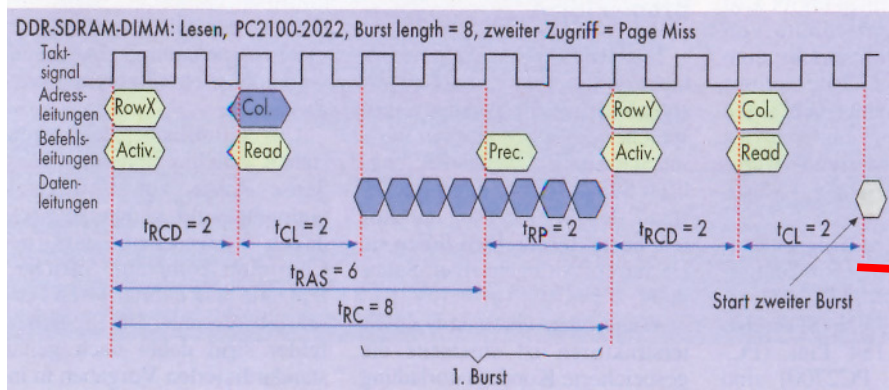 DDR-SDRAM-DIMM: Lesen, PC2100-2022, Burst length = 8, zweiter Zugriff = Page Miss
Takt-
signal
Adress-
leitungen
RowX Col. RowY Col.
Befehls-
leitungen
Activ. Read Prec. Activ. Read
Daten-
leitungen
tRCD = 2 tCL = 2 tRP = 2 tRCD = 2 tCL = 2
tRAS = 6
tRC = 8
Start zweiter Burst
1. Burst